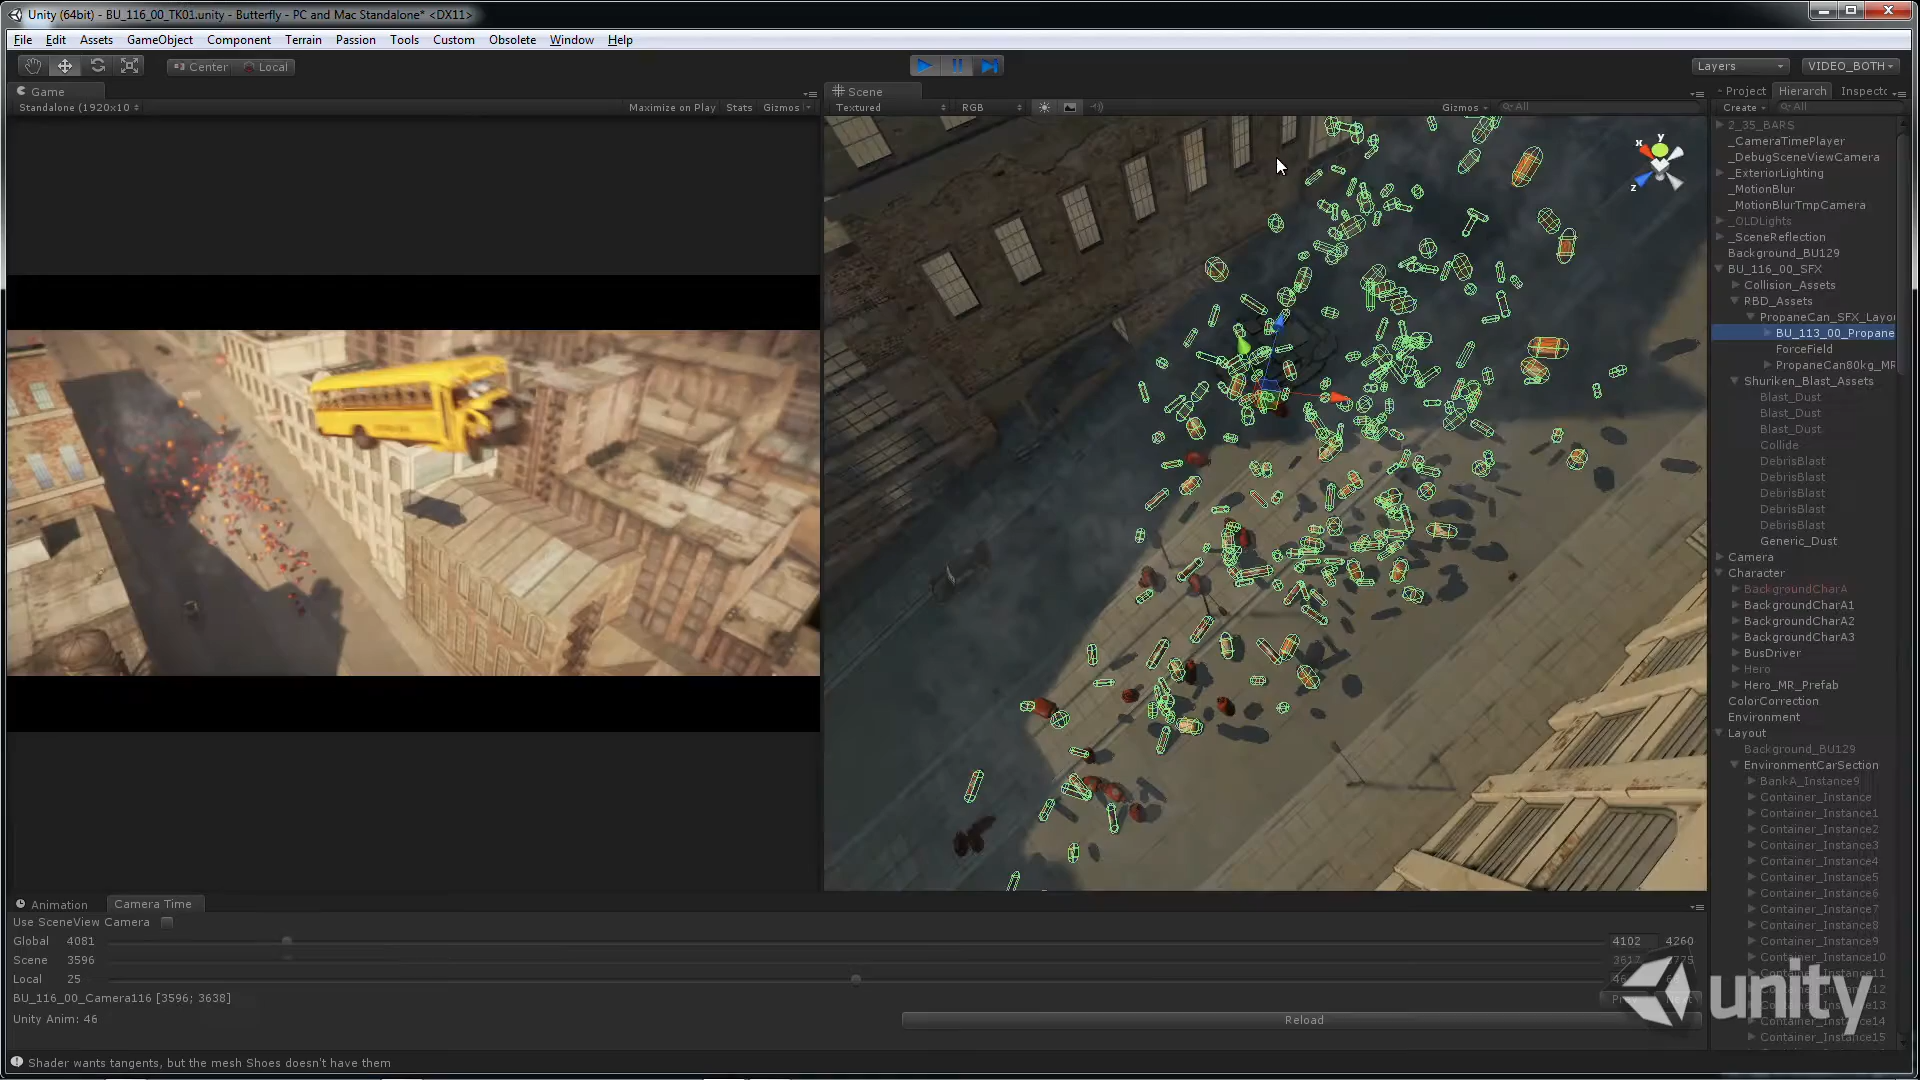 Unity (64bit) - BU_116_00_TK01.unity - Butterfly - PC and Mac Standalone* <DX11>
File Edit Assets GameObject Component Terrain Passion Tools Custom Obsolete Window Help
Center Local Layers VIDEO_BOTH
Game Scene Project Hierarch Inspecto
Standalone (1920x10 Maximize on Play Stats Gizmos Textured RGB Gizmos All Create All
2_35_BARS
_CameraTimePlayer
_DebugSceneViewCamera
_ExteriorLighting
_MotionBlur
_MotionBlurTmpCamera
_OLDLights
_SceneReflection
Background_BU129
BU_116_00_SFX
Collision_Assets
RBD_Assets
PropaneCan_SFX_Layou
BU_113_00_Propane
ForceField
PropaneCan80kg_MR
Shuriken_Blast_Assets
Blast_Dust
Blast_Dust
Blast_Dust
Collide
DebrisBlast
DebrisBlast
DebrisBlast
DebrisBlast
DebrisBlast
Generic_Dust
Camera
Character
BackgroundCharA
BackgroundCharA1
BackgroundCharA2
BackgroundCharA3
BusDriver
Hero
Hero_MR_Prefab
ColorCorrection
Environment
Layout
Background_BU129
EnvironmentCarSection
BankA_Instance9
Container_Instance
Container_Instance1
Container_Instance2
Container_Instance3
Container_Instance4
Container_Instance5
Container_Instance6
Container_Instance7
Container_Instance8
Container_Instance9
Container_Instance10
x y z
Animation Camera Time
Use SceneView Camera
Global 4081 4102 4260
Scene 3596
Local 25
BU_116_00_Camera116 [3596; 3638]
Unity Anim: 46
Reload
unity
Shader wants tangents, but the mesh Shoes doesn't have them